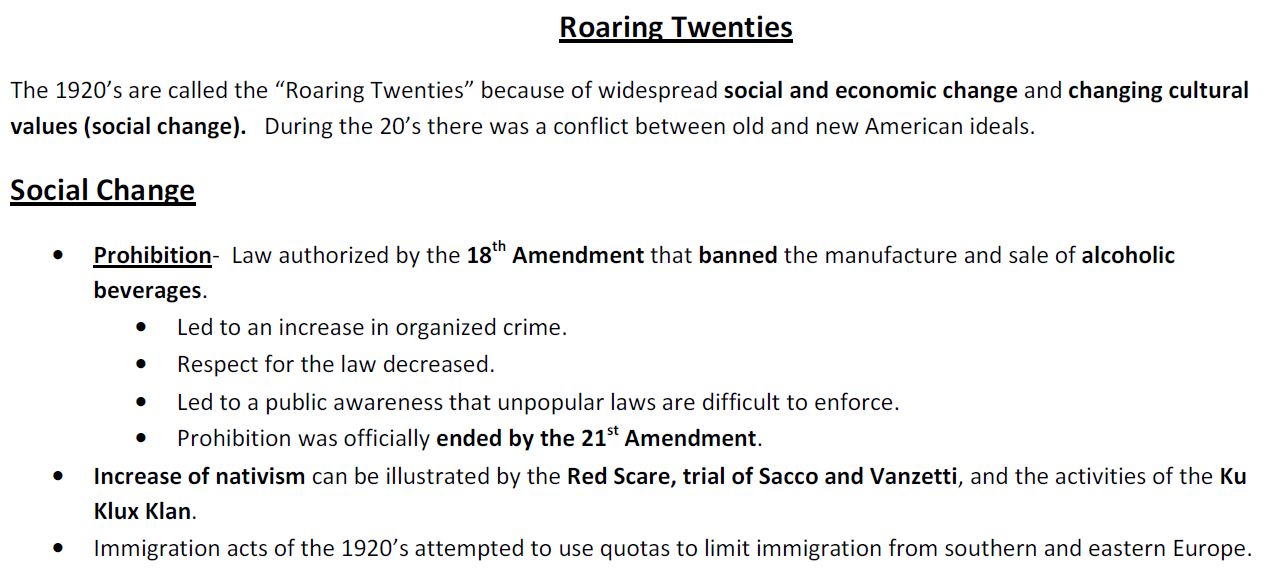 Roaring Twenties
The 1920’s are called the “Roaring Twenties” because of widespread social and economic change and changing cultural
values (social change).   During the 20’s there was a conflict between old and new American ideals.
Social Change
• Prohibition-  Law authorized by the 18th Amendment that banned the manufacture and sale of alcoholic
beverages.
• Led to an increase in organized crime.
• Respect for the law decreased.
• Led to a public awareness that unpopular laws are difficult to enforce.
• Prohibition was officially ended by the 21st Amendment.
• Increase of nativism can be illustrated by the Red Scare, trial of Sacco and Vanzetti, and the activities of the Ku
Klux Klan.
• Immigration acts of the 1920’s attempted to use quotas to limit immigration from southern and eastern Europe.